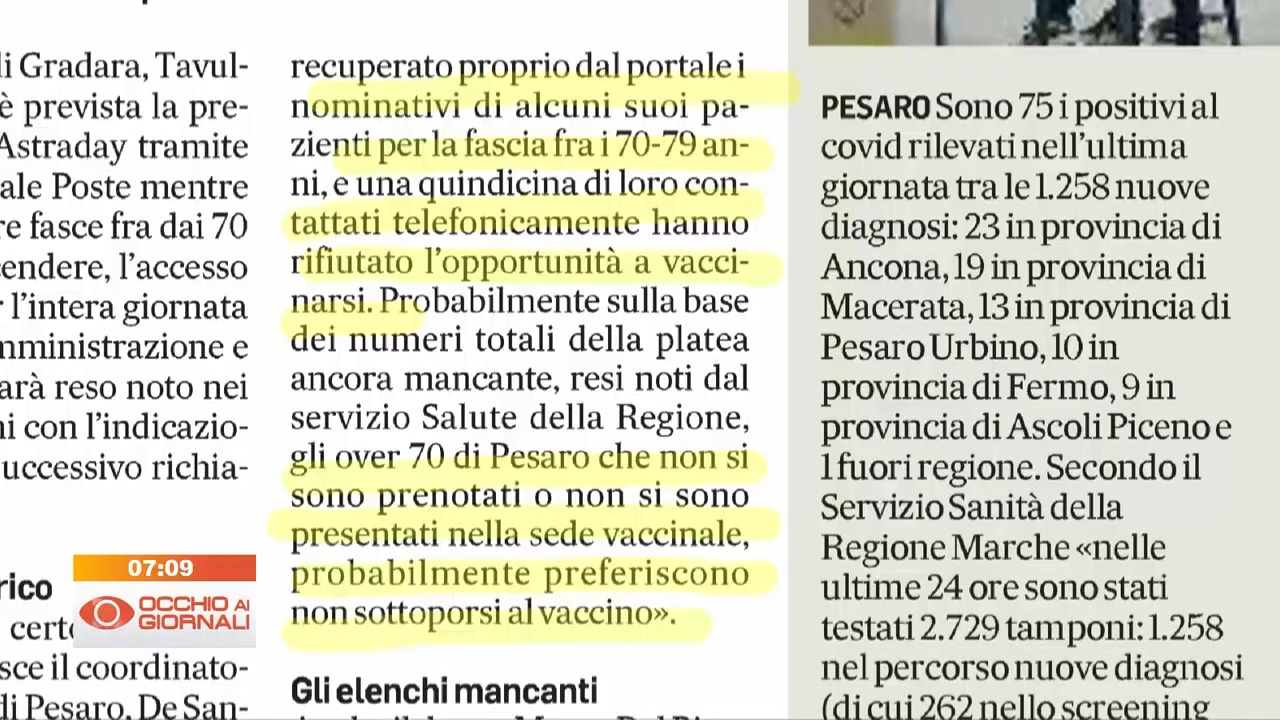 li Gradara, Tavul-
è prevista la pre-
Astraday tramite
ale Poste mentre
re fasce fra dai 70
cendere, l'accesso
r l'intera giornata
mministrazione e
arà reso noto nei
ni con l'indicazio-
uccessivo richia-
rico
certo
sce il coordinato-
di Pesaro, De San-
recuperato proprio dal portale i
nominativi di alcuni suoi pa-
zienti per la fascia fra i 70-79 an-
ni, e una quindicina di loro con-
tattati telefonicamente hanno
rifiutato l'opportunità a vacci-
narsi. Probabilmente sulla base
dei numeri totali della platea
ancora mancante, resi noti dal
servizio Salute della Regione,
gli over 70 di Pesaro che non si
sono prenotati o non si sono
presentati nella sede vaccinale,
probabilmente preferiscono
non sottoporsi al vaccino».
Gli elenchi mancanti
PESARO Sono 75 i positivi al
covid rilevati nell'ultima
giornata tra le 1.258 nuove
diagnosi: 23 in provincia di
Ancona, 19 in provincia di
Macerata, 13 in provincia di
Pesaro Urbino, 10 in
provincia di Fermo, 9 in
provincia di Ascoli Piceno e
1 fuori regione. Secondo il
Servizio Sanità della
Regione Marche «nelle
ultime 24 ore sono stati
testati 2.729 tamponi: 1.258
nel percorso nuove diagnosi
(di cui 262 nello screening
07:09
OCCHIO AI
GIORNALI